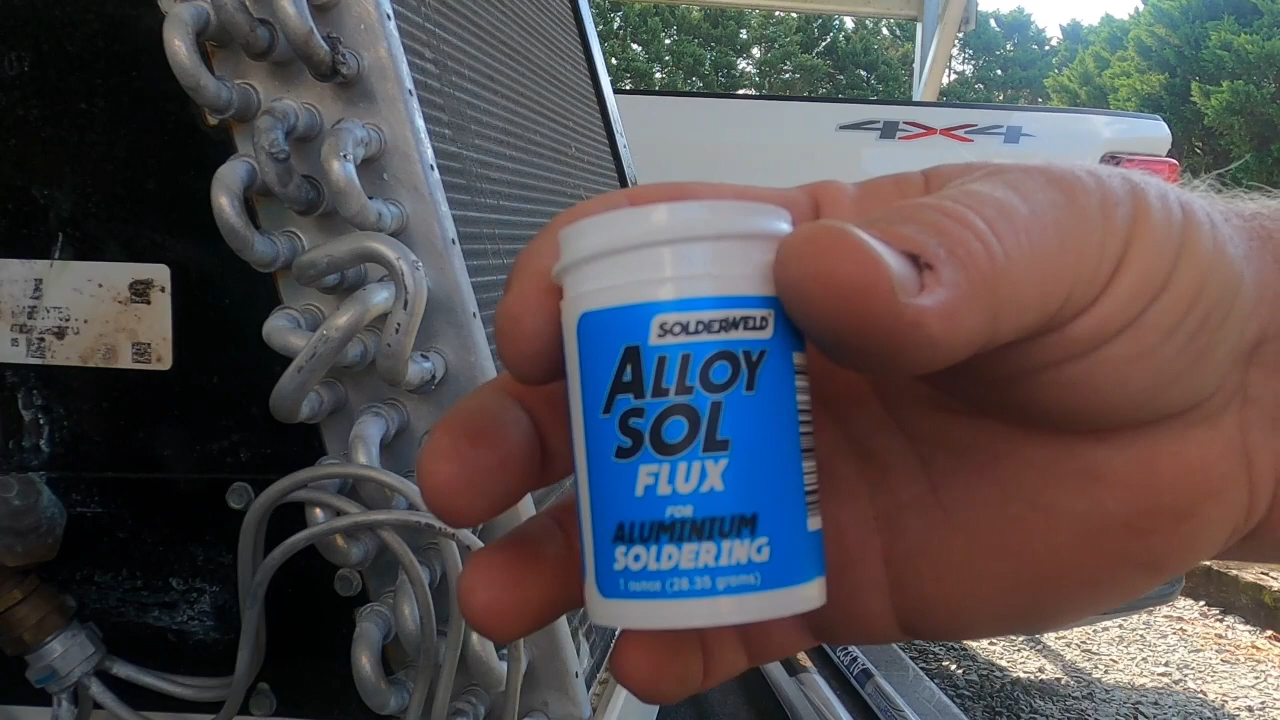 4X4
SOLDERWELD
ALLOY
SOL
FLUX
FOR
ALUMINIUM
SOLDERING
1 ounce (28.35 grams)